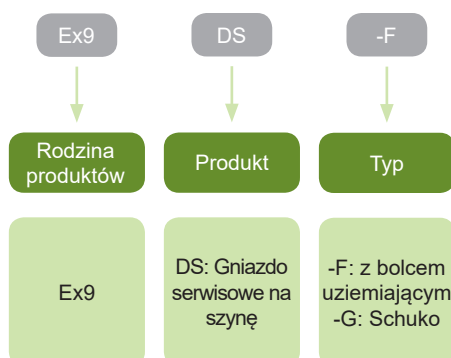 Ex9
DS
-F
Rodzina
produktów
Produkt
Typ
Ex9
DS: Gniazdo
serwisowe na
szynę
-F: z bolcem
uziemiającym
-G: Schuko